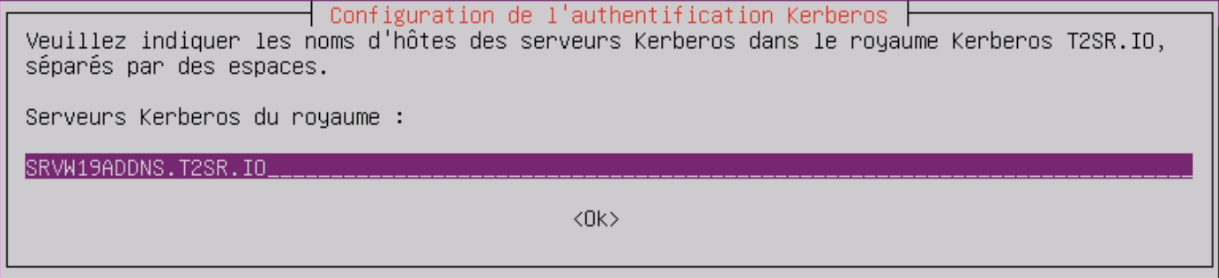 Configuration de l'authentification Kerberos
Veuillez indiquer les noms d'hôtes des serveurs Kerberos dans le royaume Kerberos T2SR.IO,
séparés par des espaces.
Serveurs Kerberos du royaume :
SRVW19ADDNS.T2SR.IO
<Ok>